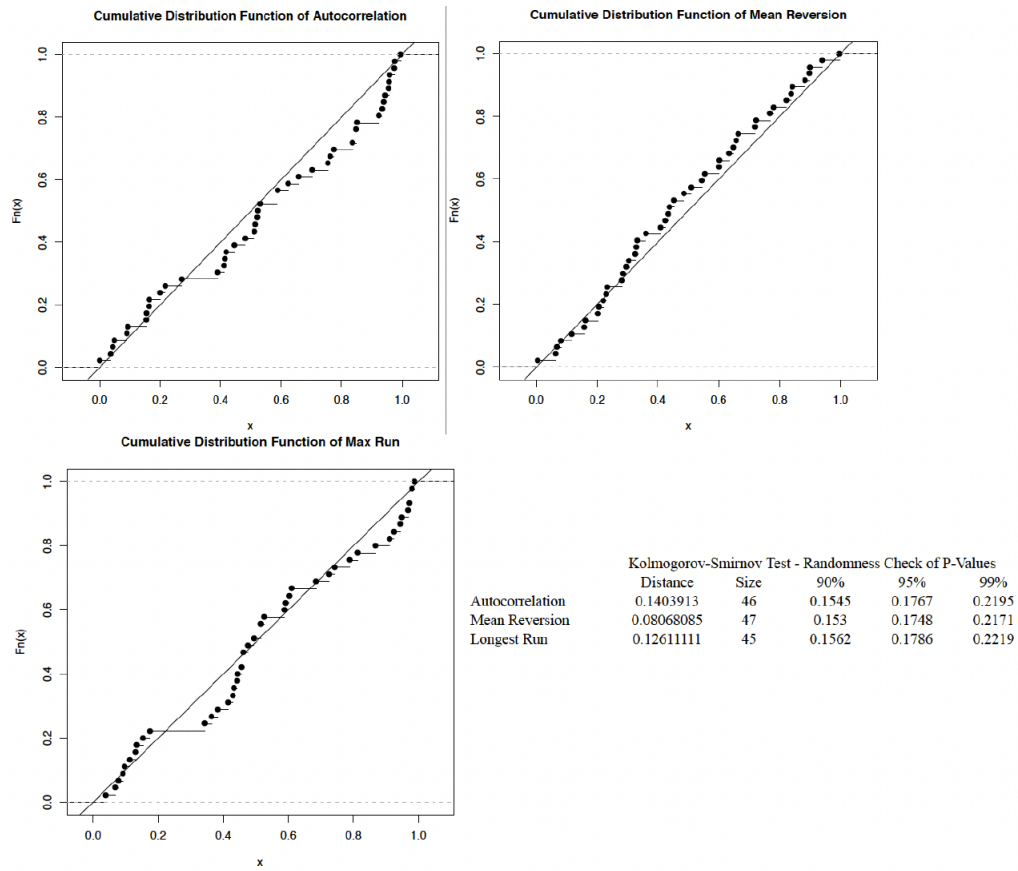 Cumulative Distribution Function of Autocorrelation
Fn(x)
1.0
0.8
0.6
0.4
0.2
0.0
0.0 0.2 0.4 0.6 0.8 1.0
x
Cumulative Distribution Function of Mean Reversion
Fn(x)
1.0
0.8
0.6
0.4
0.2
0.0
0.0 0.2 0.4 0.6 0.8 1.0
x
Cumulative Distribution Function of Max Run
Fn(x)
1.0
0.8
0.6
0.4
0.2
0.0
0.0 0.2 0.4 0.6 0.8 1.0
x
Kolmogorov-Smirnov Test - Randomness Check of P-Values
Distance Size 90% 95% 99%
Autocorrelation 0.1403913 46 0.1545 0.1767 0.2195
Mean Reversion 0.08068085 47 0.153 0.1748 0.2171
Longest Run 0.12611111 45 0.1562 0.1786 0.2219